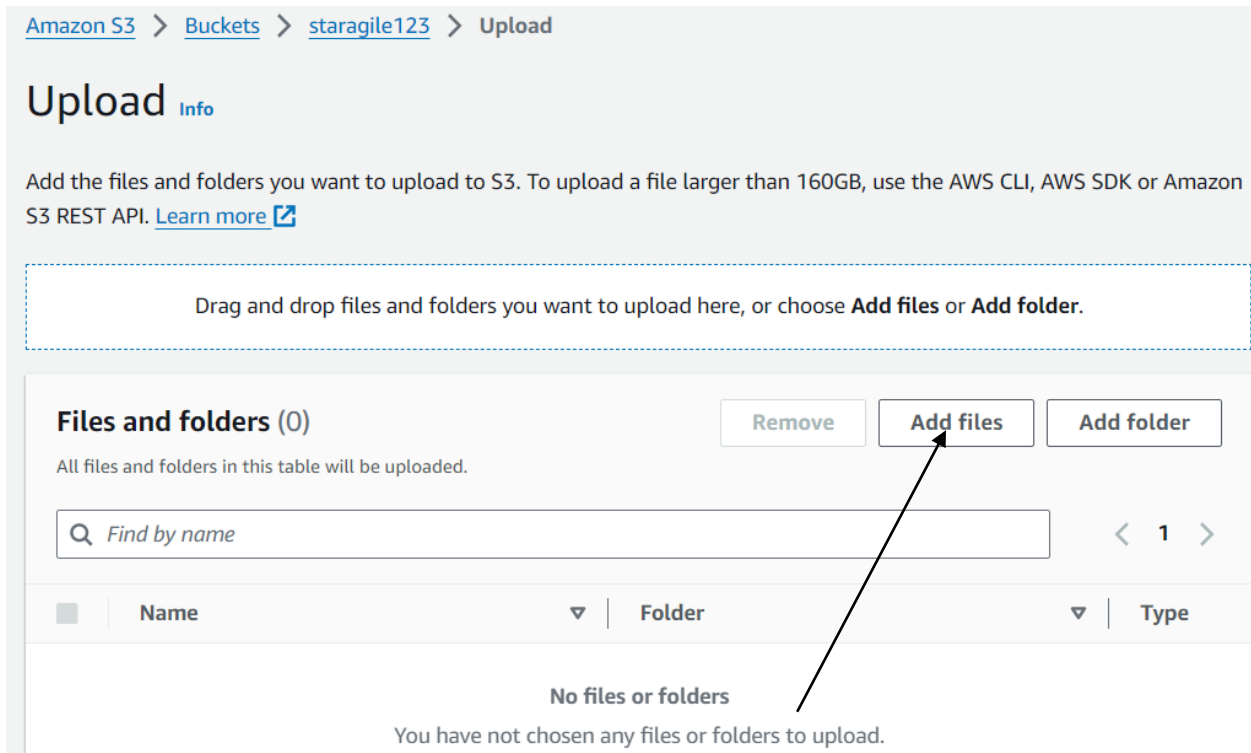 Amazon S3 > Buckets > staragile123 > Upload
Upload Info
Add the files and folders you want to upload to S3. To upload a file larger than 160GB, use the AWS CLI, AWS SDK or Amazon
S3 REST API. Learn more
Drag and drop files and folders you want to upload here, or choose Add files or Add folder.
Files and folders (0)
Remove
Add files
Add folder
All files and folders in this table will be uploaded.
Find by name
< 1 >
Name
Folder
Type
No files or folders
You have not chosen any files or folders to upload.